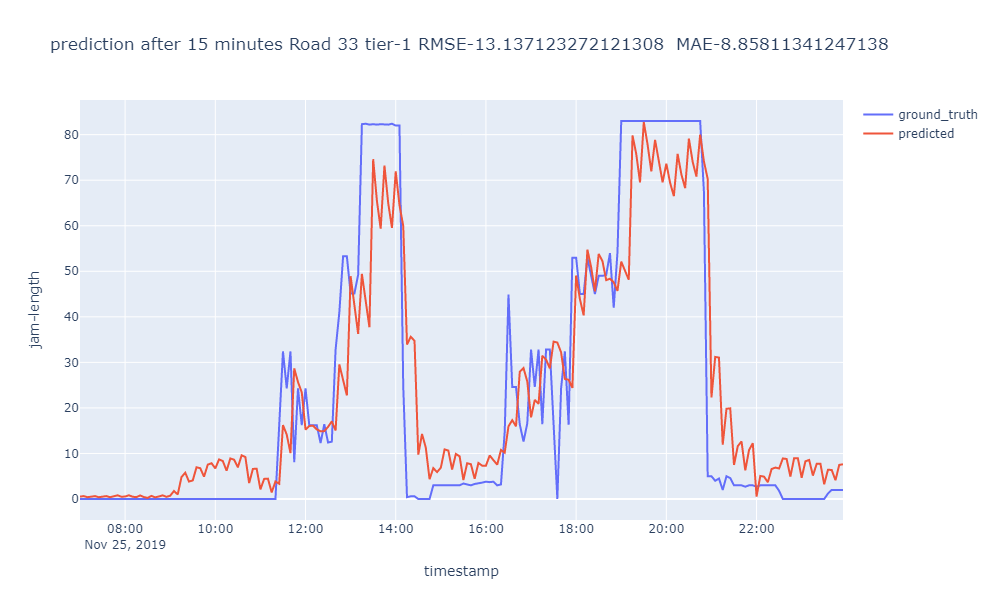 prediction after 15 minutes Road 33 tier-1 RMSE-13.137123272121308  MAE-8.85811341247138
ground_truth
predicted
80
70
60
50
40
30
20
10
0
jam-length
08:00 10:00 12:00 14:00 16:00 18:00 20:00 22:00
Nov 25, 2019
timestamp